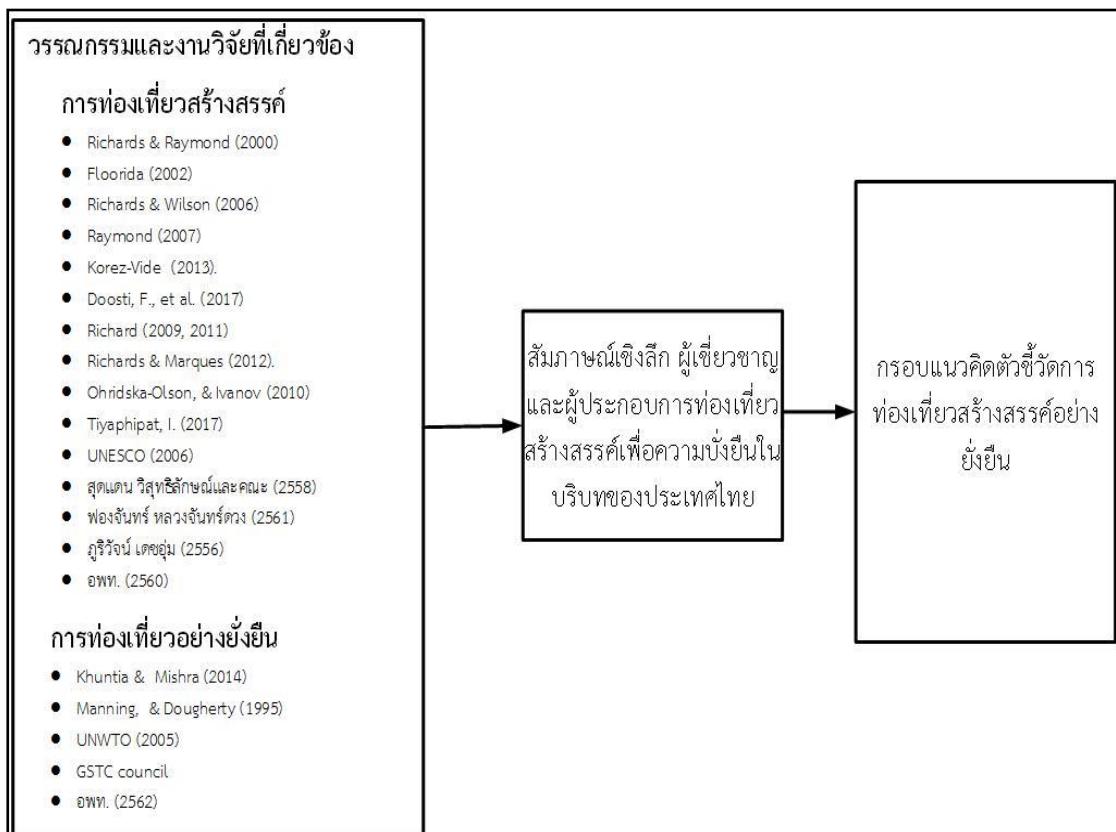 วรรณกรรมและงานวิจัยที่เกี่ยวข้อง
การท่องเที่ยวสร้างสรรค์
● Richards & Raymond (2000)
● Floorida (2002)
● Richards & Wilson (2006)
● Raymond (2007)
● Korez-Vide (2013).
● Doosti, F., et al. (2017)
● Richard (2009, 2011)
● Richards & Marques (2012).
● Ohridska-Olson, & Ivanov (2010)
● Tiyaphipat, I. (2017)
● UNESCO (2006)
● สุดแดน วิสุทธิลักษณ์และคณะ (2558)
● ฟองจันทร์ หลวงจันทร์ดวง (2561)
● ภูริวัจน์ เดชอุ่ม (2556)
● อพท. (2560)
การท่องเที่ยวอย่างยั่งยืน
● Khuntia & Mishra (2014)
● Manning, & Dougherty (1995)
● UNWTO (2005)
● GSTC council
● อพท. (2562)
สัมภาษณ์เชิงลึก ผู้เชี่ยวชาญ
และผู้ประกอบการท่องเที่ยว
สร้างสรรค์เพื่อความยั่งยืนใน
บริบทของประเทศไทย
กรอบแนวคิดตัวชี้วัดการ
ท่องเที่ยวสร้างสรรค์อย่าง
ยั่งยืน